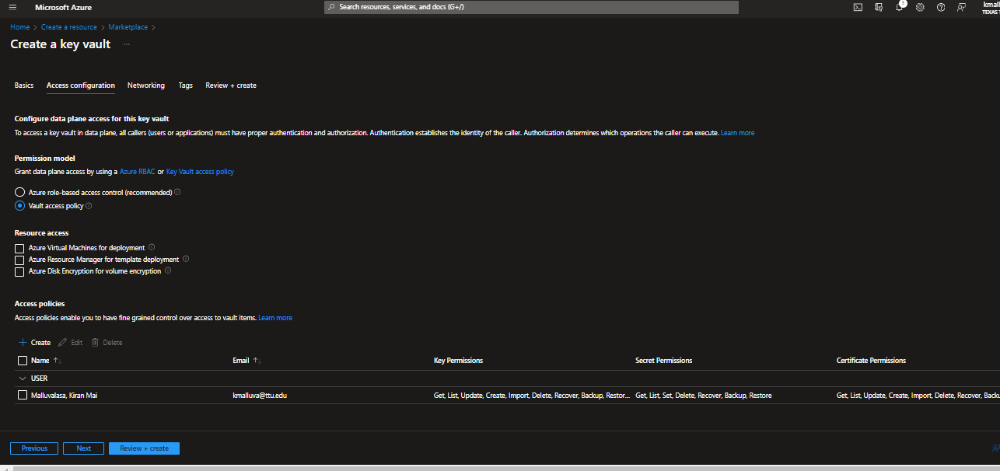 Microsoft Azure
Search resources, services, and docs (G+/)
Home > Create a resource > Marketplace >
Create a key vault ...
Basics Access configuration Networking Tags Review + create
Configure data plane access for this key vault
To access a key vault in data plane, all callers (users or applications) must have proper authentication and authorization. Authentication establishes the identity of the caller. Authorization determines which operations the caller can execute. Learn more
Permission model
Grant data plane access by using a Azure RBAC or Key Vault access policy
Azure role-based access control (recommended)
Vault access policy
Resource access
Azure Virtual Machines for deployment
Azure Resource Manager for template deployment
Azure Disk Encryption for volume encryption
Access policies
Access policies enable you to have fine grained control over access to vault items. Learn more
Create Edit Delete
Name Email Key Permissions Secret Permissions Certificate Permissions
USER
Malluvalasa, Kiran Mai kmalluva@ttu.edu Get, List, Update, Create, Import, Delete, Recover, Backup, Restor... Get, List, Set, Delete, Recover, Backup, Restore Get, List, Update, Create, Import, Delete, Recover, Backu
Previous Next Review + create